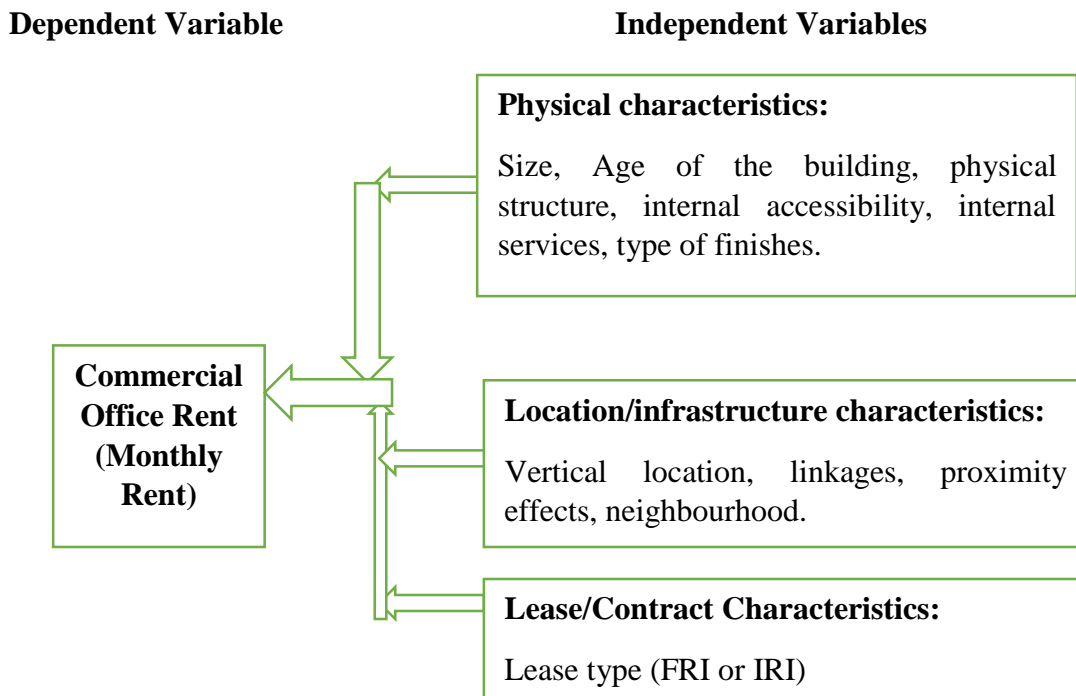 Dependent Variable
Independent Variables
Physical characteristics:
Size, Age of the building, physical
structure, internal accessibility, internal
services, type of finishes.
Commercial
Office Rent
(Monthly
Rent)
Location/infrastructure characteristics:
Vertical location, linkages, proximity
effects, neighbourhood.
Lease/Contract Characteristics:
Lease type (FRI or IRI)